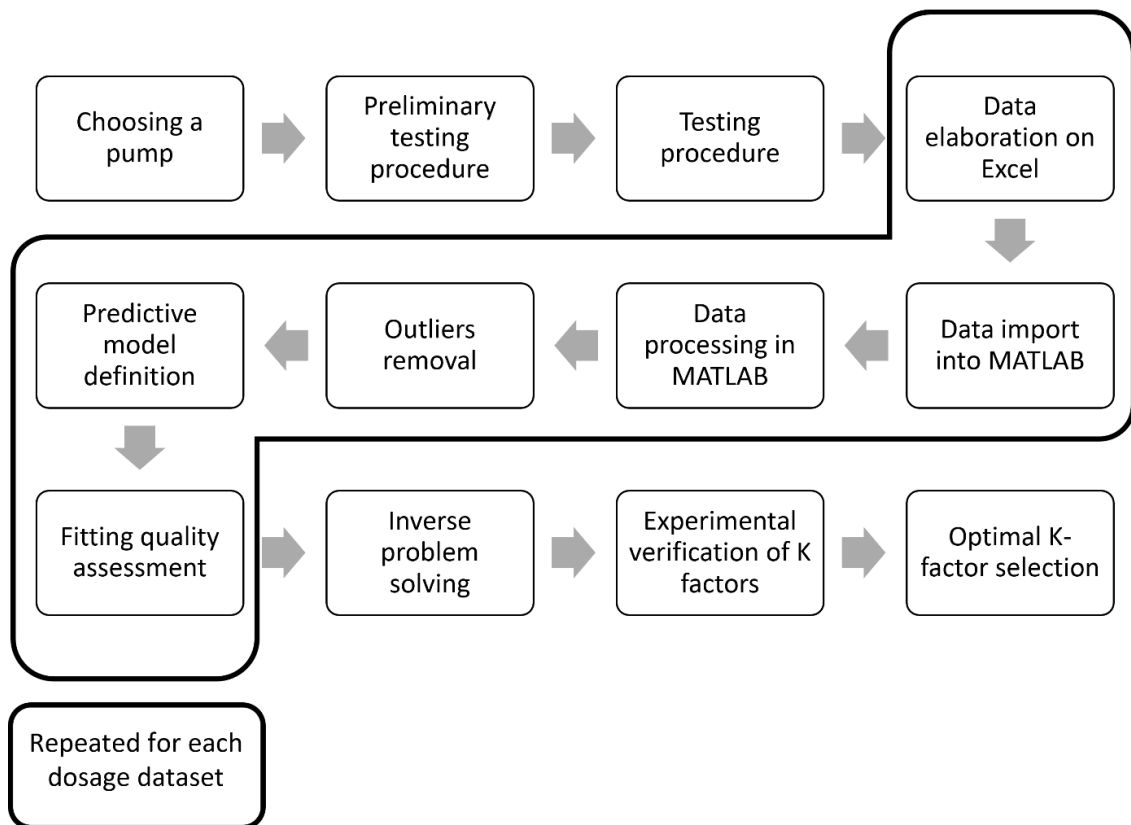 Choosing a
pump
Preliminary
testing
procedure
Testing
procedure
Data
elaboration on
Excel
Data import
into MATLAB
Data
processing in
MATLAB
Outliers
removal
Predictive
model
definition
Fitting quality
assessment
Inverse
problem
solving
Experimental
verification of K
factors
Optimal K-
factor selection
Repeated for each
dosage dataset